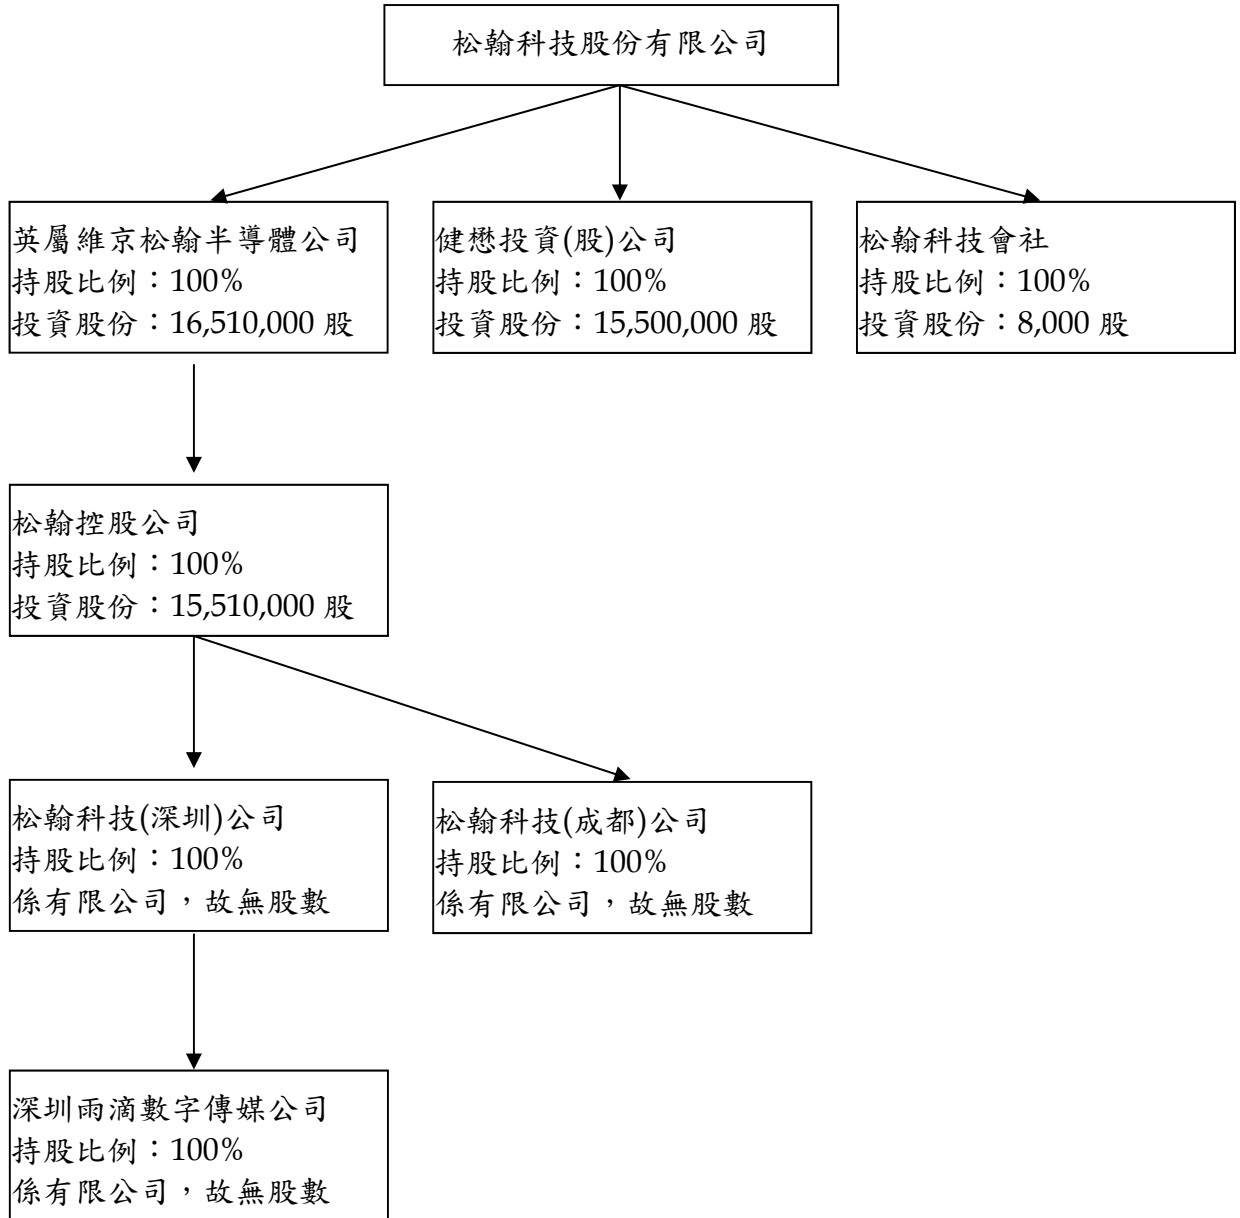 松翰科技股份有限公司
英屬維京松翰半導體公司
持股比例：100%
投資股份：16,510,000 股
健懋投資(股)公司
持股比例：100%
投資股份：15,500,000 股
松翰科技會社
持股比例：100%
投資股份：8,000 股
松翰控股公司
持股比例：100%
投資股份：15,510,000 股
松翰科技(深圳)公司
持股比例：100%
係有限公司，故無股數
松翰科技(成都)公司
持股比例：100%
係有限公司，故無股數
深圳雨滴數字傳媒公司
持股比例：100%
係有限公司，故無股數